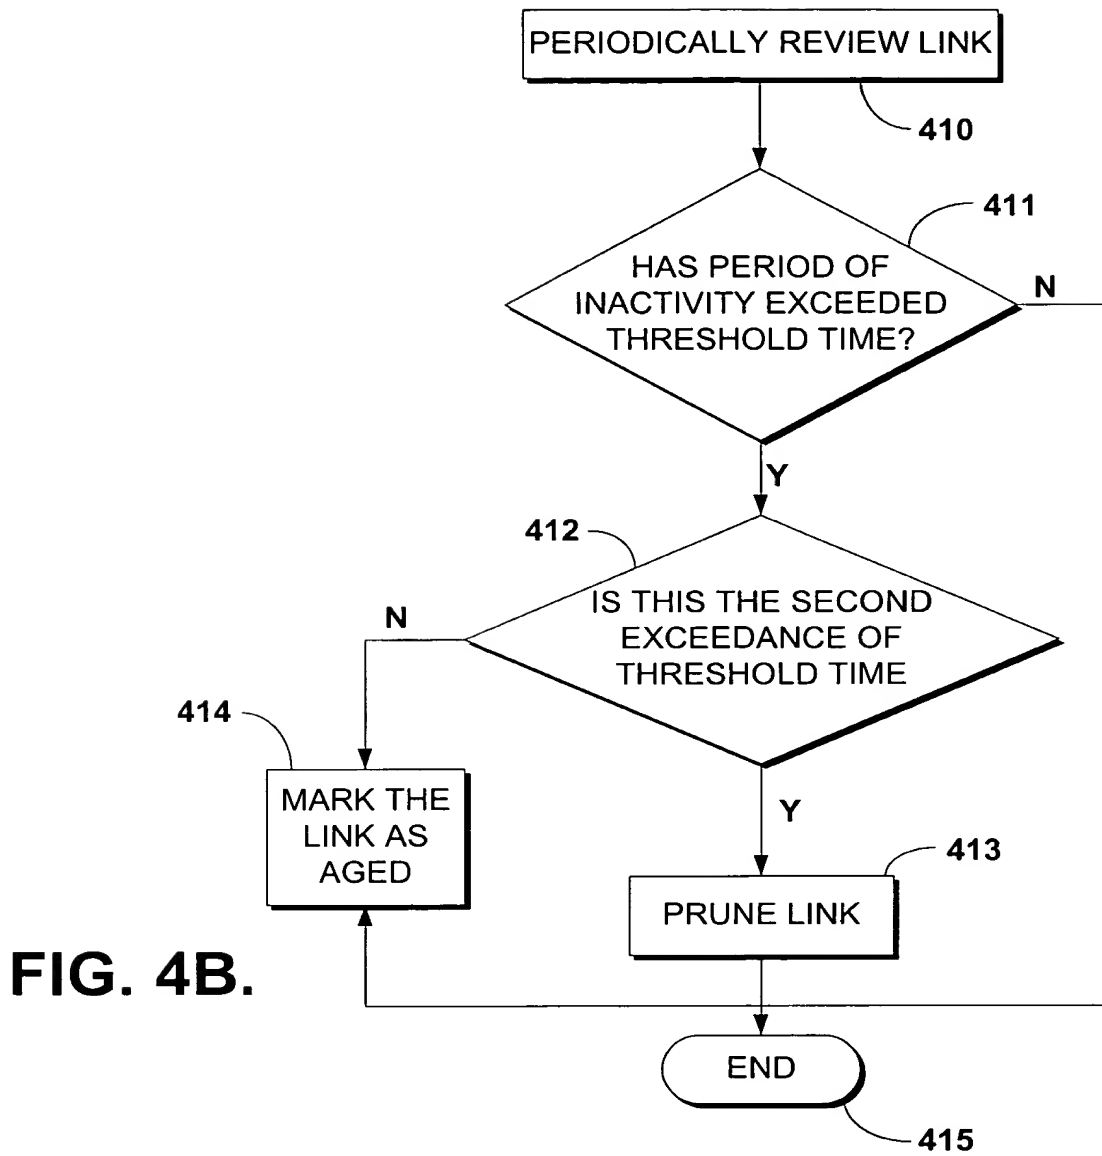 PERIODICALLY REVIEW LINK
410
411
HAS PERIOD OF
INACTIVITY EXCEEDED
THRESHOLD TIME?
N
Y
412
IS THIS THE SECOND
EXCEEDANCE OF
THRESHOLD TIME
N
414
MARK THE
LINK AS
AGED
Y
413
PRUNE LINK
FIG. 4B.
END
415